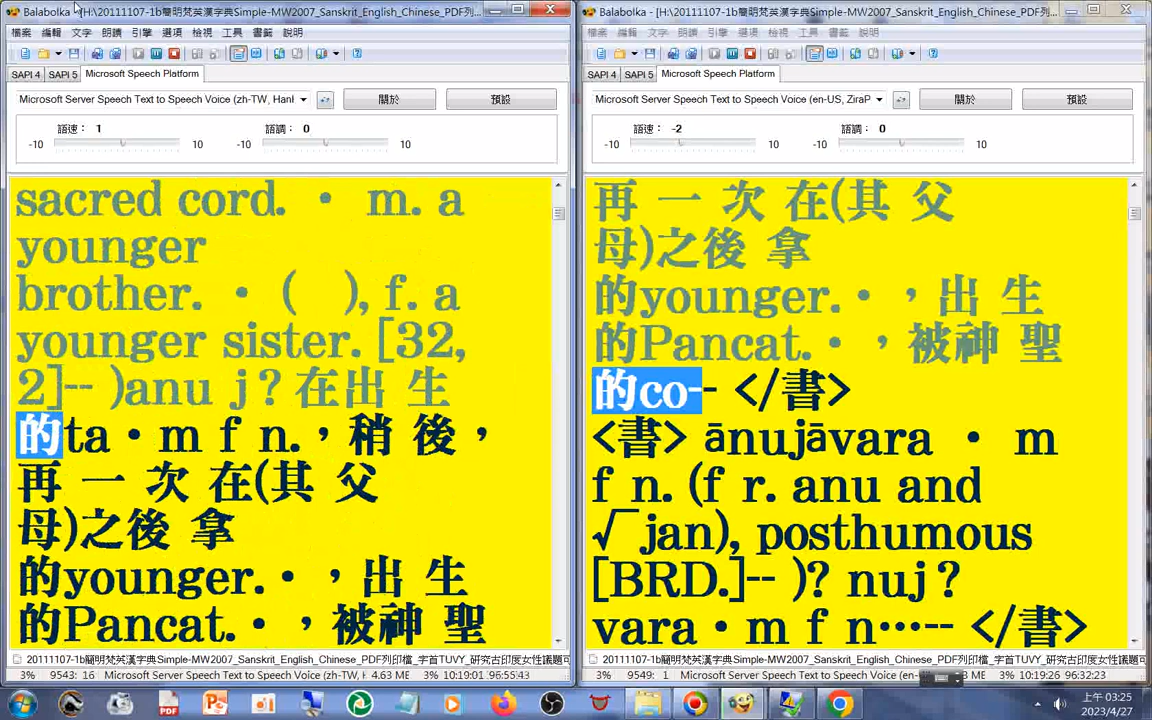 Balabolka - [H:\20111107-1b簡明梵英漢字典Simple-MW2007_Sanskrit_English_Chinese_PDF列...
檔案 編輯 文字 朗讀 引擎 選項 檢視 工具 書籤 說明
SAPI 4 SAPI 5 Microsoft Speech Platform
Microsoft Server Speech Text to Speech Voice (zh-TW, HanI
關於 預設
語速: 1 語調: 0
-10 10 -10 10
sacred cord. • m. a
younger
brother. • ( ), f. a
younger sister. [32,
2]-- )anu j ? 在出 生
的ta • m f n. , 稍 後 ,
再 一 次 在(其 父
母)之後 拿
的younger. • , 出 生
的Pancat. • , 被神 聖
20111107-1b簡明梵英漢字典Simple-MW2007_Sanskrit_English_Chinese_PDF列印檔_字首TUVY_研究古印度女性議題可
3% 9543: 16 Microsoft Server Speech Text to Speech Voice (zh-TW, H 4.63 MB 3% 10:19:01 96:55:43
Balabolka - [H:\20111107-1b簡明梵英漢字典Simple-MW2007_Sanskrit_English_Chinese_PDF列印...
檔案 編輯 文字 朗讀 引擎 選項 檢視 工具 書籤 說明
SAPI 4 SAPI 5 Microsoft Speech Platform
Microsoft Server Speech Text to Speech Voice (en-US, ZiraP
關於 預設
語速: -2 語調: 0
-10 10 -10 10
再 一 次 在(其 父
母)之後 拿
的younger. • , 出 生
的Pancat. • , 被神 聖
的co-- </書>
<書> ānujāvara • m
f n. (f r. anu and
√ jan), posthumous
[BRD.]-- )? nuj ?
vara • m f n…-- </書>
20111107-1b簡明梵英漢字典Simple-MW2007_Sanskrit_English_Chinese_PDF列印檔_字首TUVY_研究古印度女性議題可
3% 9549: 1 Microsoft Server Speech Text to Speech Voice 3% 10:19:26 96:32:23
上午 03:25
2023/4/27